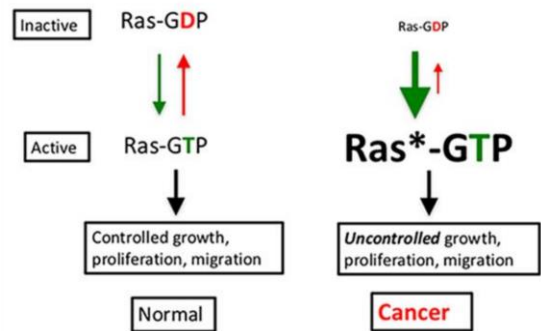 Inactive
Ras-GDP
Ras-GDP
Active
Ras-GTP
Ras*-GTP
Controlled growth,
proliferation, migration
Uncontrolled growth,
proliferation, migration
Normal
Cancer